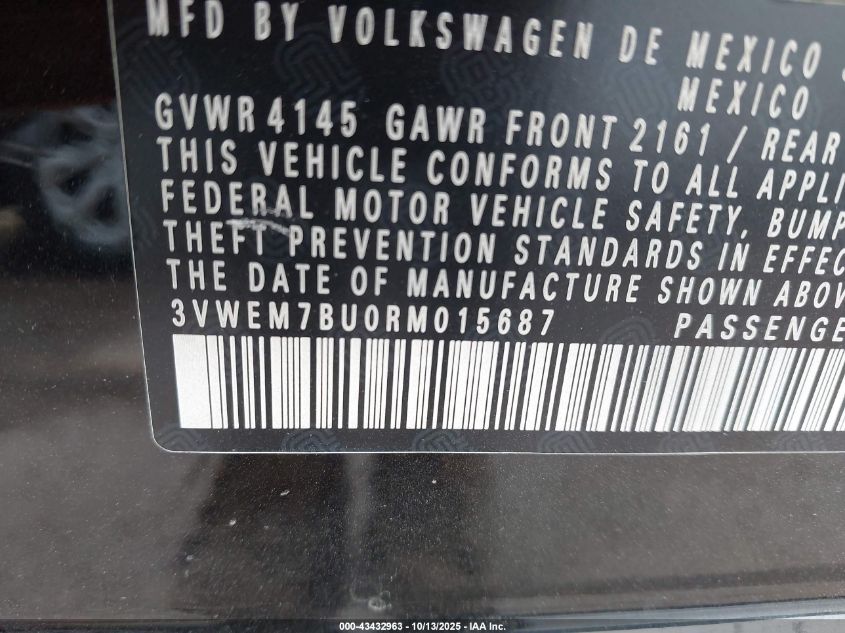 MFD BY VOLKSWAGEN DE MEXICO
MEXICO
GVWR 4145 GAWR FRONT 2161 / REAR
THIS VEHICLE CONFORMS TO ALL APPLI
FEDERAL MOTOR VEHICLE SAFETY, BUMP
THEFT PREVENTION STANDARDS IN EFFEC
THE DATE OF MANUFACTURE SHOWN ABOV
3VWEM7BU0RM015687 PASSENGE
000-43432963 - 10/13/2025 - IAA Inc.